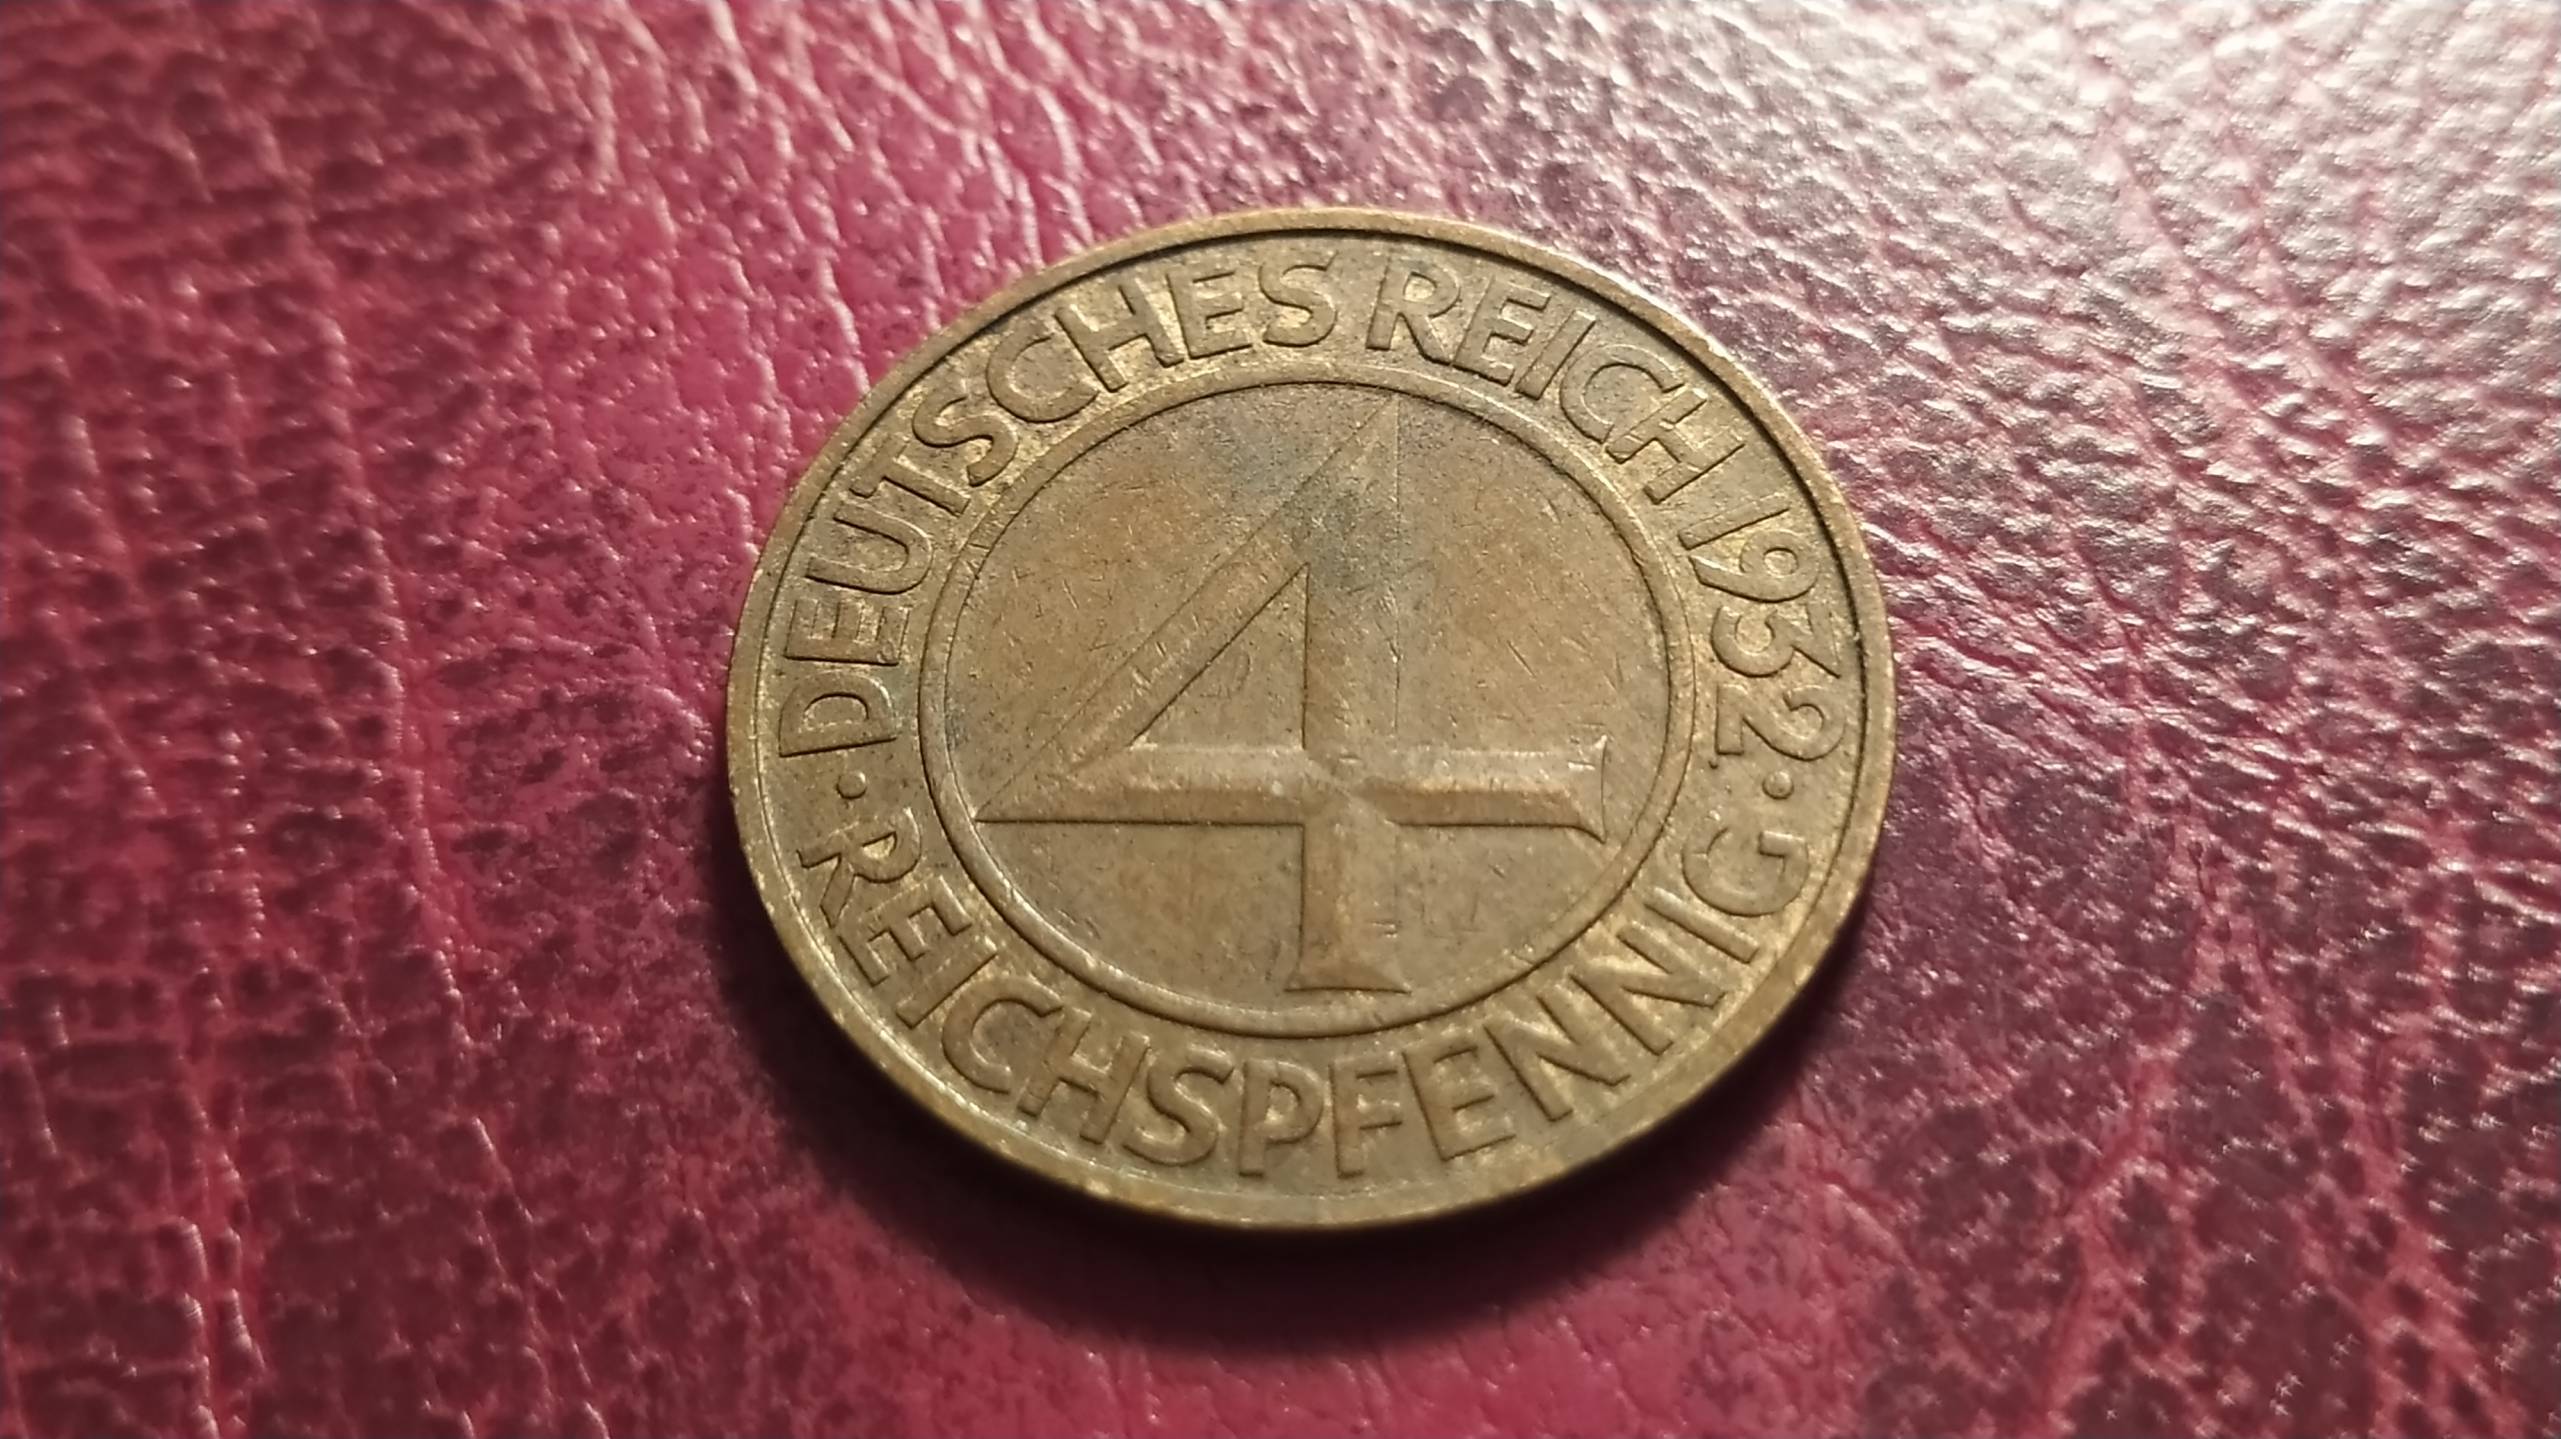 DEUTSCHES REICH 1932
4
REICHSPFENNIG